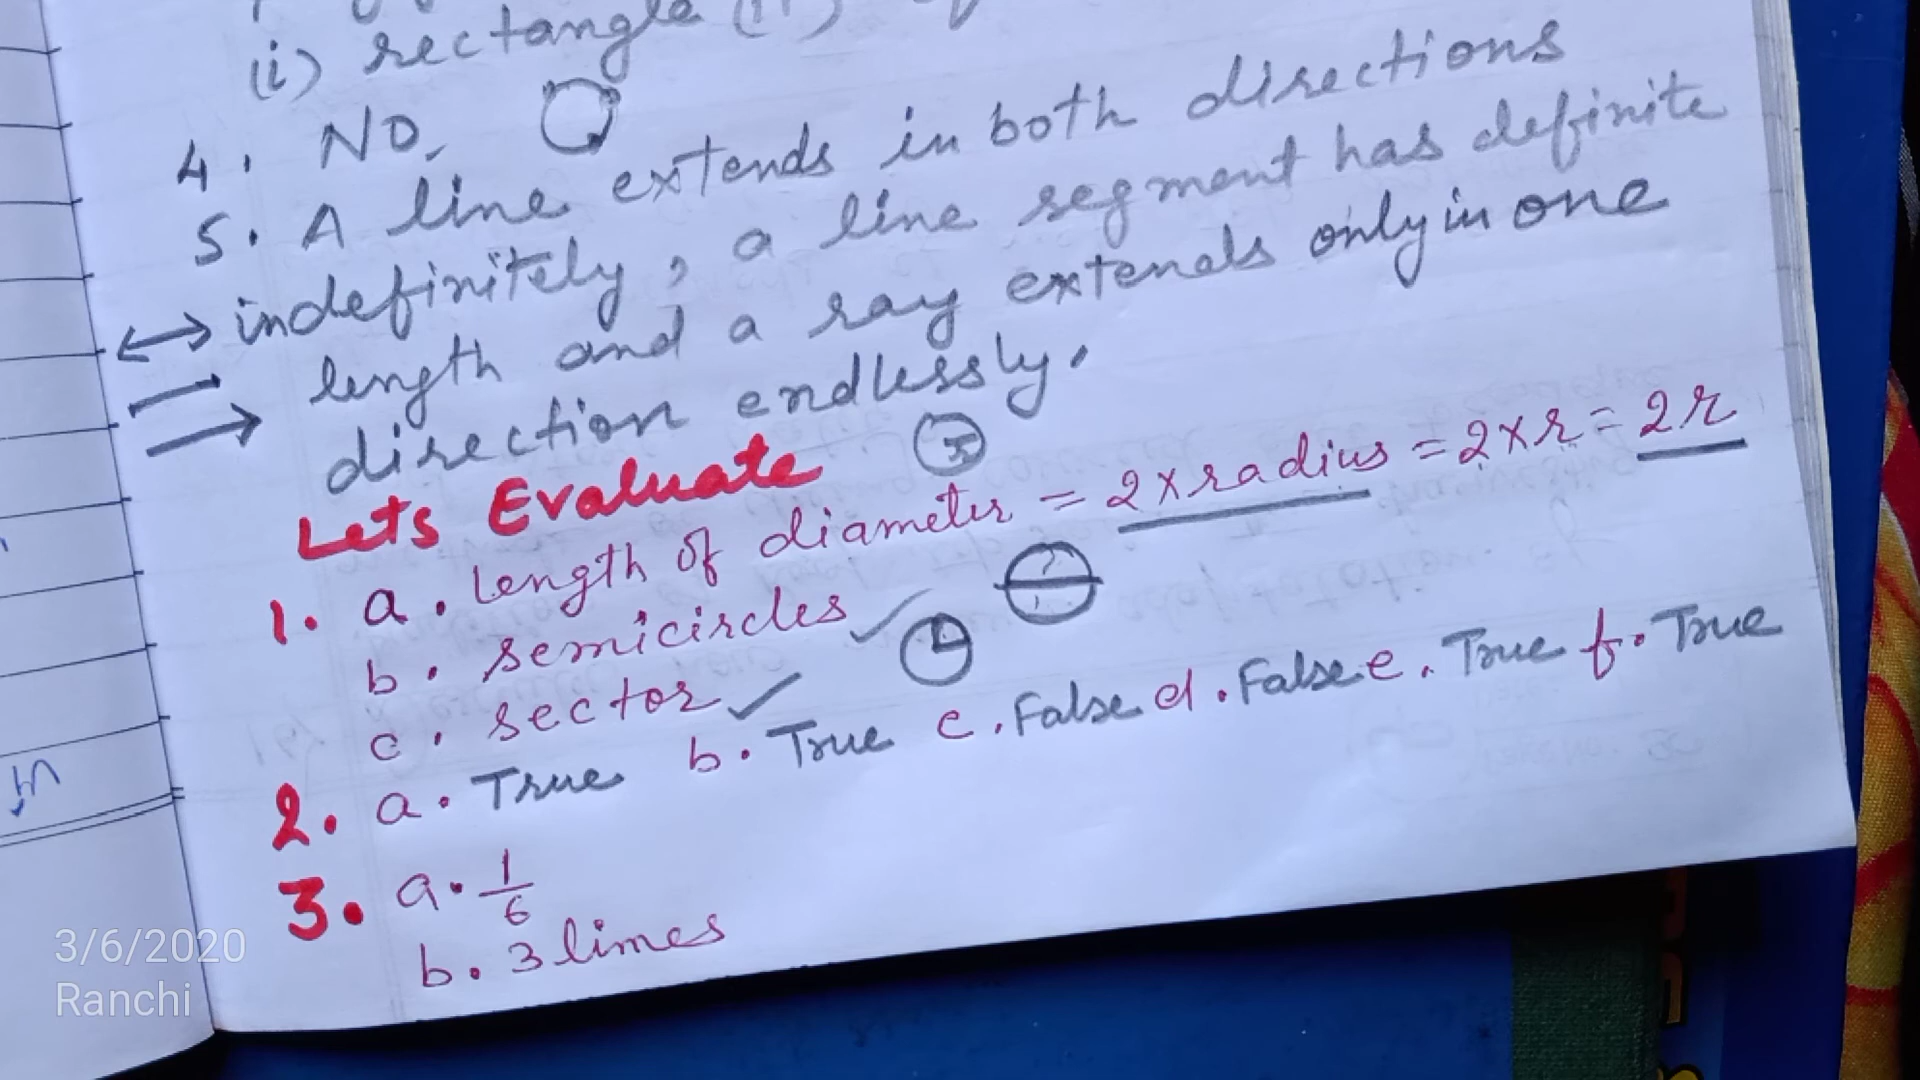 (i) rectangle (ii)
4. NO.
5. A line extends in both directions
indefinitely, a line segment has definite
length and a ray extends only in one
direction endlessly.
Lets Evaluate
1. a. length of diameter = 2×radius = 2×r = 2r
b. semicircles
c. sector
2. a. True b. True c. False d. False e. True f. True
3. a. 1/6
b. 3 limes
3/6/2020
Ranchi